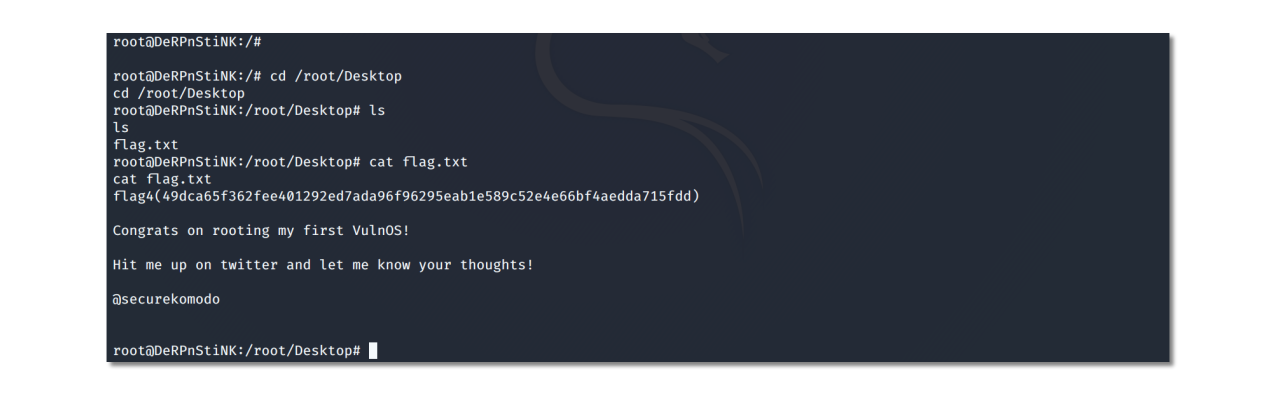 root@DeRPnStiNK:/#
root@DeRPnStiNK:/# cd /root/Desktop
cd /root/Desktop
root@DeRPnStiNK:/root/Desktop# ls
ls
flag.txt
root@DeRPnStiNK:/root/Desktop# cat flag.txt
cat flag.txt
flag4(49dca65f362fee401292ed7ada96f96295eab1e589c52e4e66bf4aedda715fdd)
Congrats on rooting my first VulnOS!
Hit me up on twitter and let me know your thoughts!
@securekomodo
root@DeRPnStiNK:/root/Desktop#